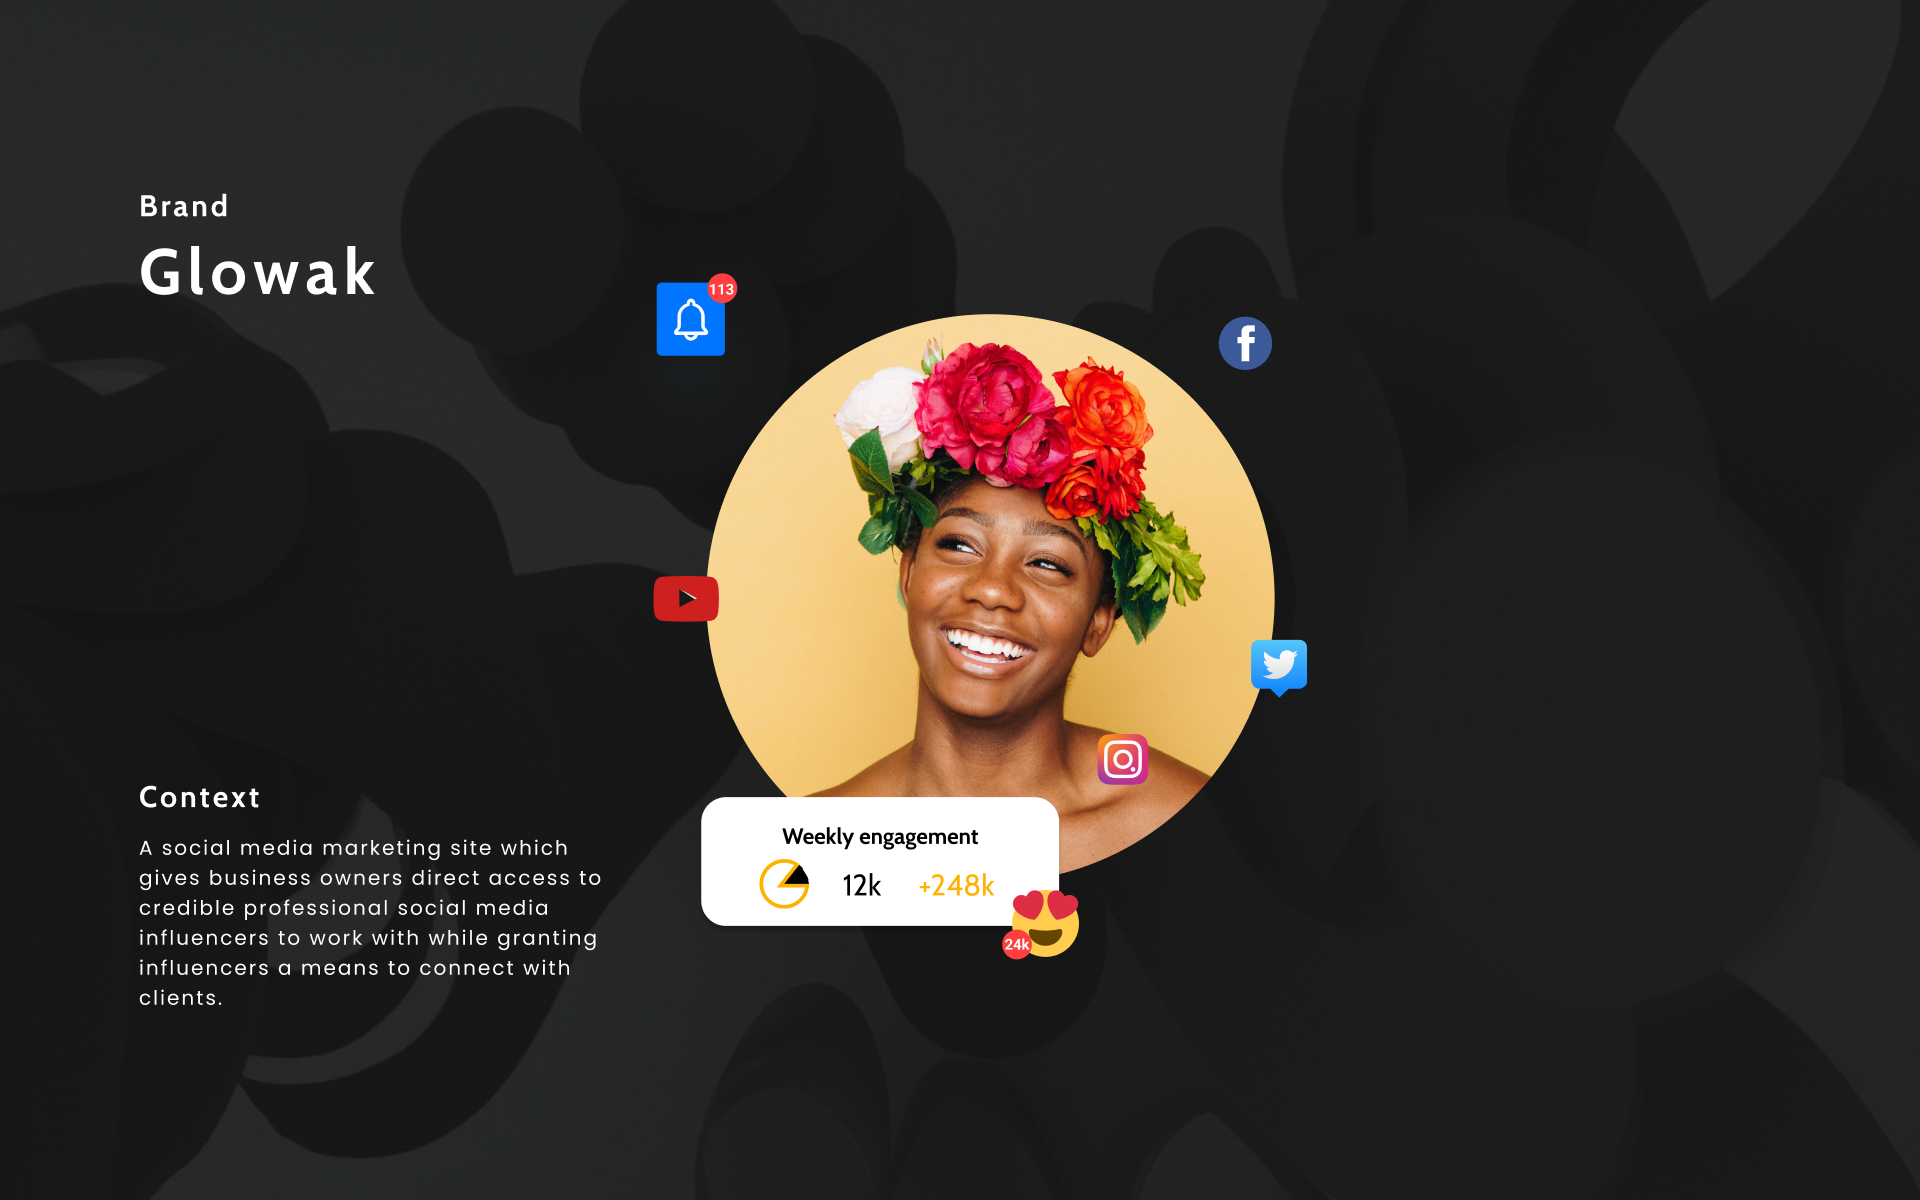 Brand
Glowak
113
Weekly engagement
12k +248k
24k
Context
A social media marketing site which
gives business owners direct access to
credible professional social media
influencers to work with while granting
influencers a means to connect with
clients.